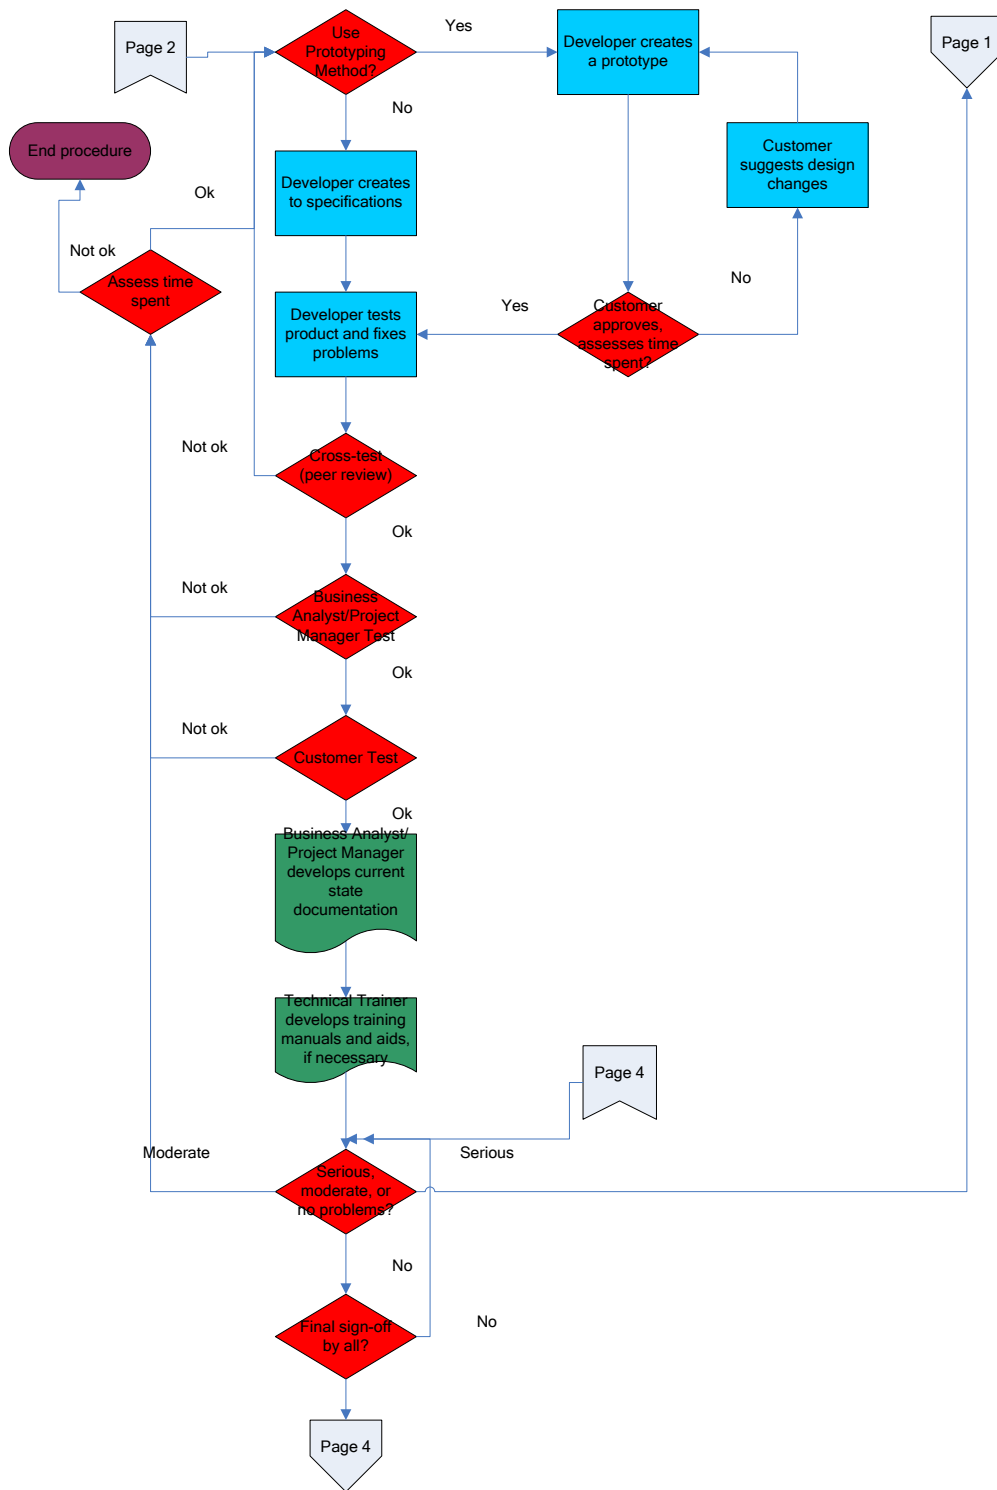 Page 2
Use
Prototyping
Method?
Yes
Developer creates
a prototype
Page 1
No
End procedure
Customer
suggests design
changes
Developer creates
to specifications
Ok
Not ok
Assess time
spent
No
Developer tests
product and fixes
problems
Yes
Customer
approves,
assesses time
spent?
Not ok
Cross-test
(peer review)
Ok
Not ok
Business
Analyst/Project
Manager Test
Ok
Not ok
Customer Test
Ok
Business Analyst/
Project Manager
develops current
state
documentation
Technical Trainer
develops training
manuals and aids,
if necessary
Page 4
Moderate
Serious
Serious,
moderate, or
no problems?
No
Final sign-off
by all?
No
Page 4